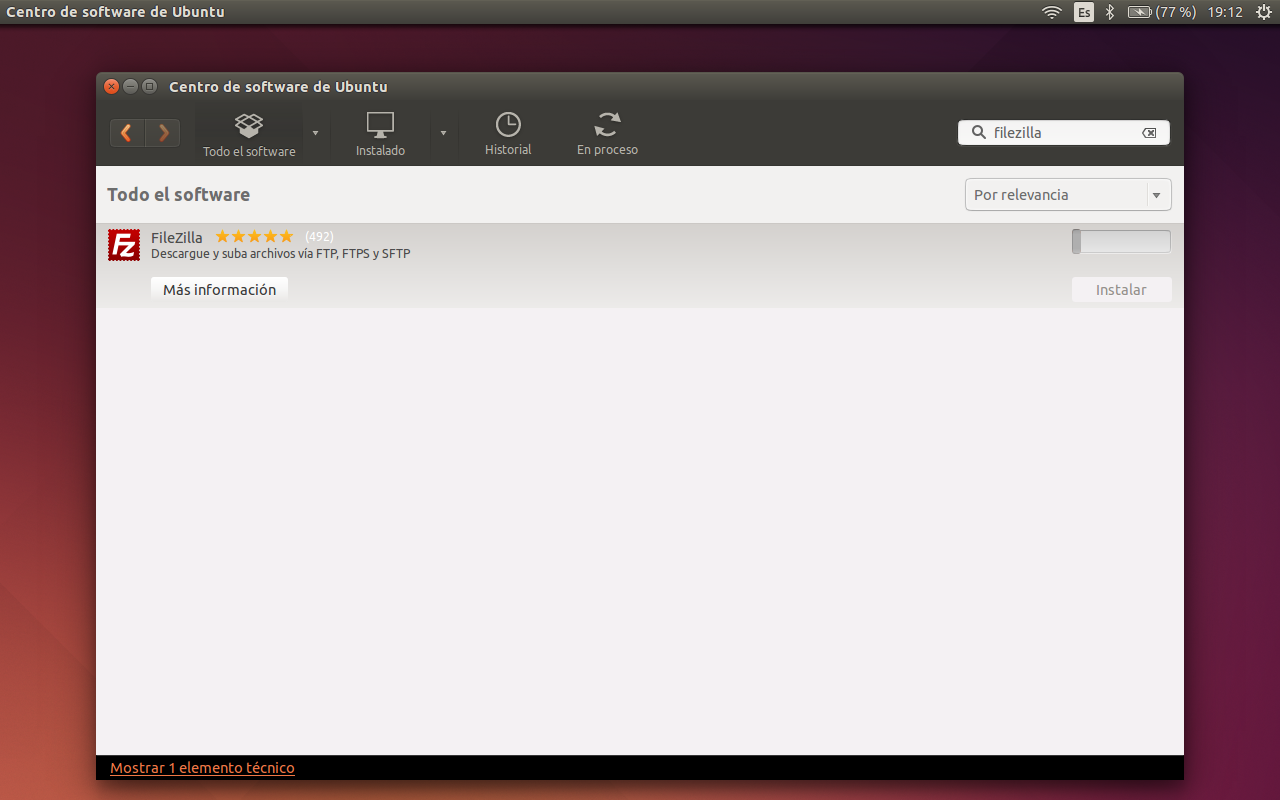 Centro de software de Ubuntu
Es (77 %) 19:12
Centro de software de Ubuntu
Todo el software Instalado Historial En proceso filezilla
Todo el software Por relevancia
FZ FileZilla (492)
Descargue y suba archivos vía FTP, FTPS y SFTP
Más información Instalar
Mostrar 1 elemento técnico